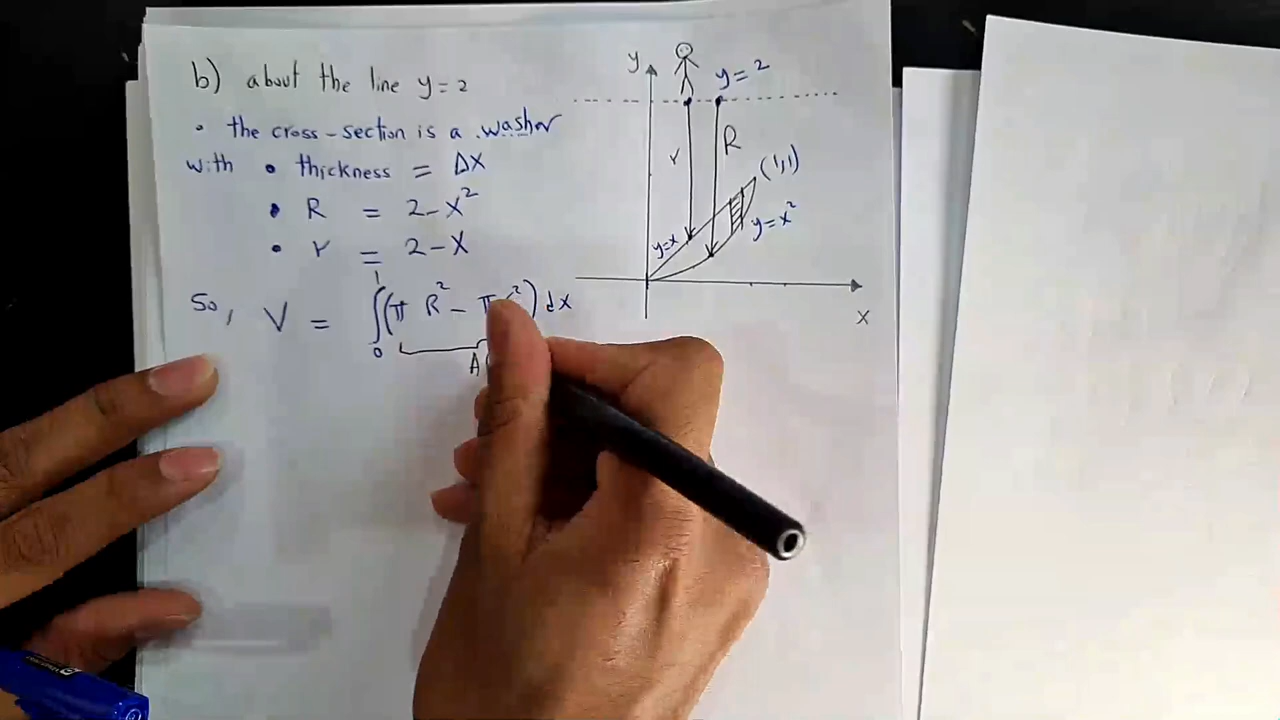 b) about the line y = 2
• the cross-section is a washer
with • thickness = Δx
• R = 2 - x²
• r = 2 - x
So, V = ∫₀¹ (π R² - π r²) dx
A(
y
y = 2
r
R
(1,1)
y=x
y = x²
x